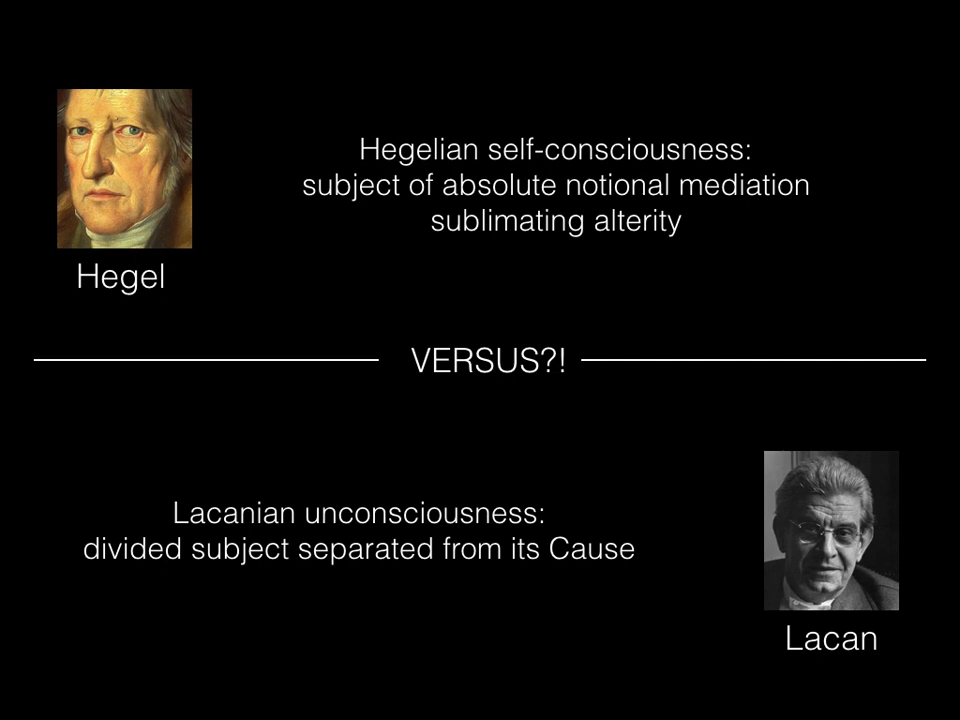 Hegelian self-consciousness:
subject of absolute notional mediation
sublimating alterity
Hegel
VERSUS?!
Lacanian unconsciousness:
divided subject separated from its Cause
Lacan